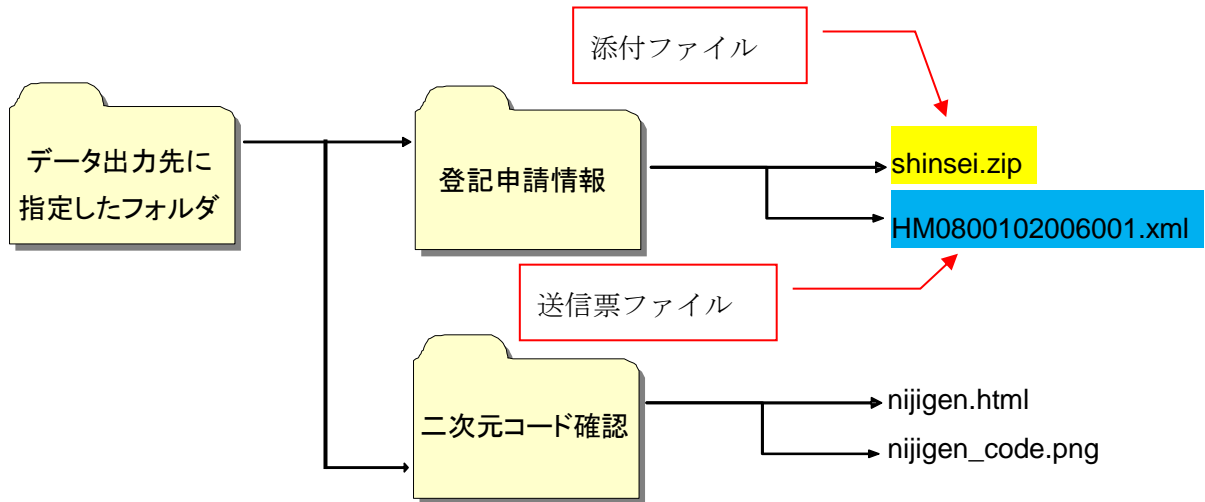 添付ファイル
データ出力先に
指定したフォルダ
登記申請情報
shinsei.zip
HM0800102006001.xml
送信票ファイル
二次元コード確認
nijigen.html
nijigen_code.png